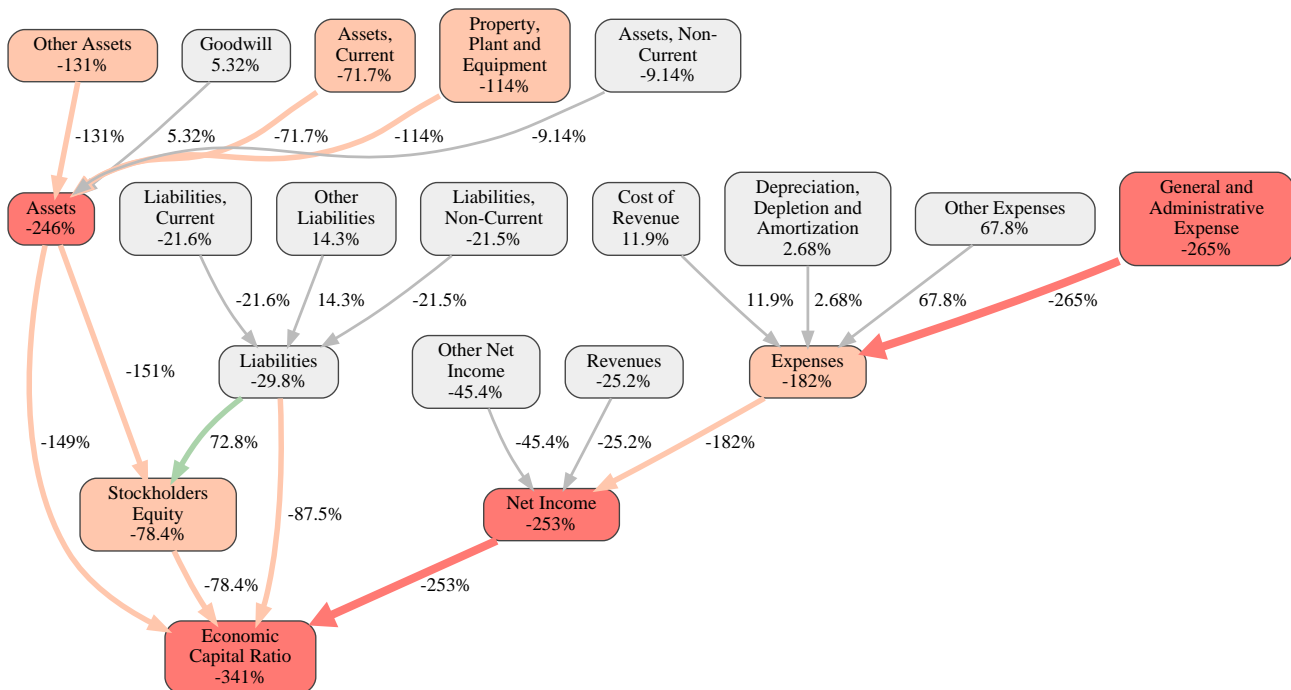 Other Assets
-131%
Goodwill
5.32%
Assets,
Current
-71.7%
Property,
Plant and
Equipment
-114%
Assets, Non-
Current
-9.14%
-131%
5.32%
-71.7%
-114%
-9.14%
Assets
-246%
Liabilities,
Current
-21.6%
Other
Liabilities
14.3%
Liabilities,
Non-Current
-21.5%
Cost of
Revenue
11.9%
Depreciation,
Depletion and
Amortization
2.68%
Other Expenses
67.8%
General and
Administrative
Expense
-265%
-21.6%
14.3%
-21.5%
11.9%
2.68%
67.8%
-265%
Liabilities
-29.8%
Other Net
Income
-45.4%
Revenues
-25.2%
Expenses
-182%
-151%
-149%
72.8%
-45.4%
-25.2%
-182%
Stockholders
Equity
-78.4%
-87.5%
Net Income
-253%
-78.4%
-253%
Economic
Capital Ratio
-341%